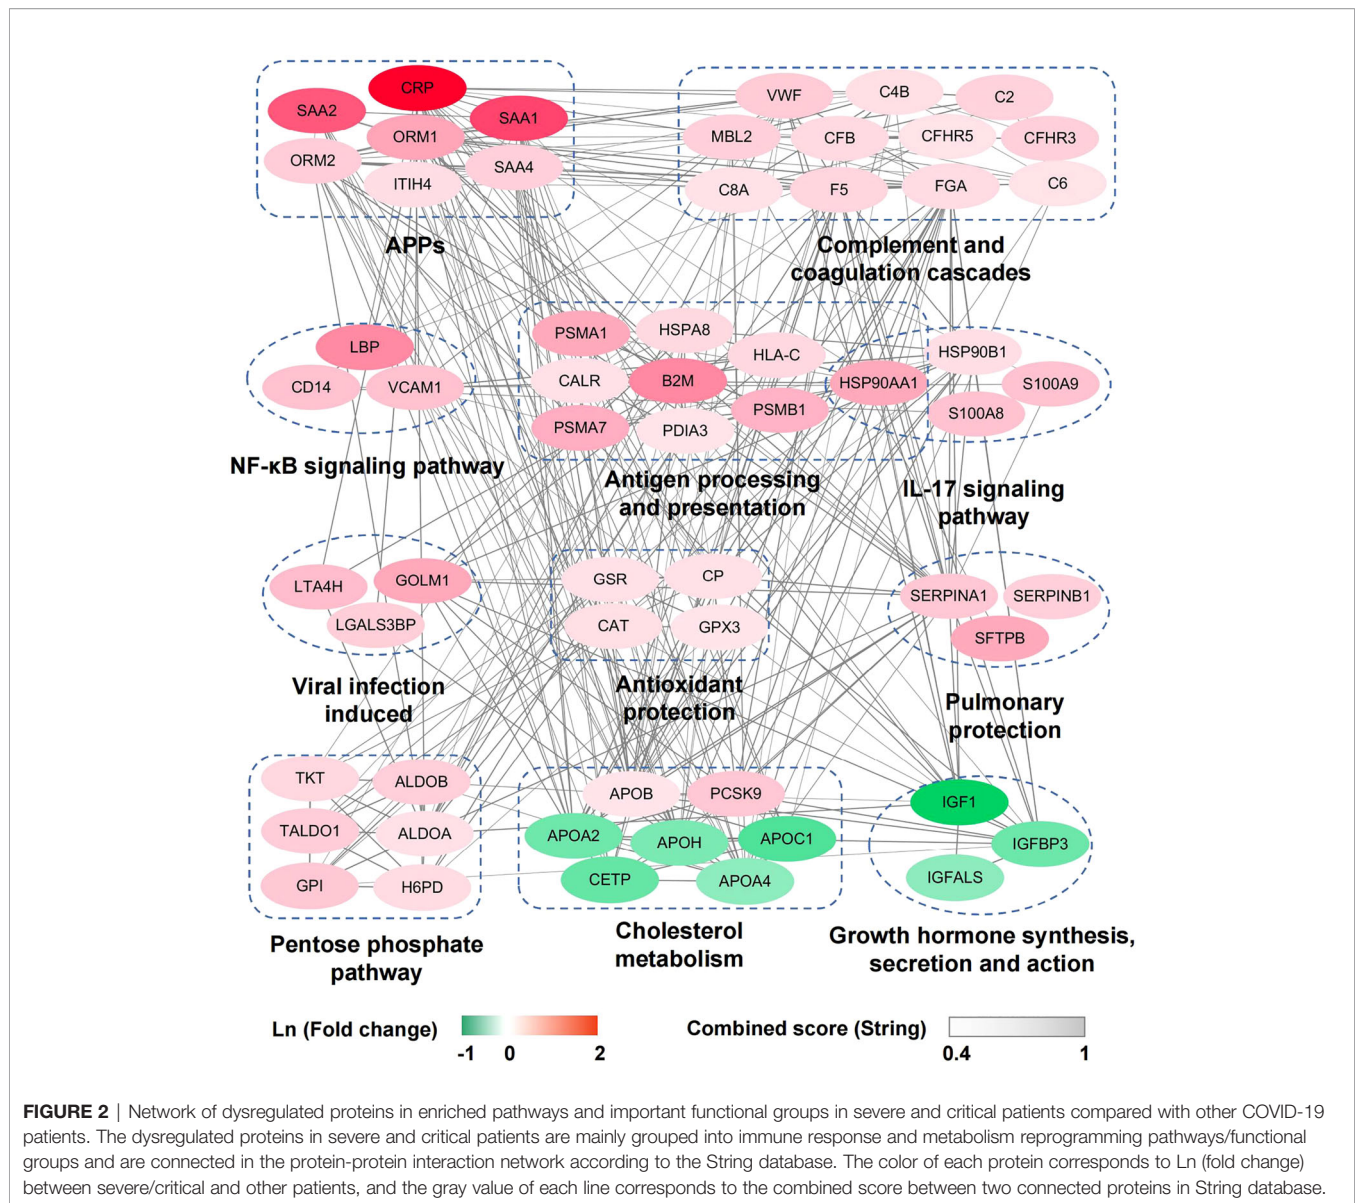 CRP
SAA2
SAA1
ORM1
ORM2
SAA4
ITIH4
APPs
VWF
C4B
C2
MBL2
CFB
CFHR5
CFHR3
C8A
F5
FGA
C6
Complement and
coagulation cascades
LBP
CD14
VCAM1
NF-κB signaling pathway
PSMA1
HSPA8
HLA-C
CALR
B2M
HSP90AA1
PSMA7
PDIA3
PSMB1
Antigen processing
and presentation
HSP90B1
S100A9
S100A8
IL-17 signaling
pathway
LTA4H
GOLM1
LGALS3BP
Viral infection
induced
GSR
CP
CAT
GPX3
Antioxidant
protection
SERPINA1
SERPINB1
SFTPB
Pulmonary
protection
TKT
ALDOB
TALDO1
ALDOA
GPI
H6PD
Pentose phosphate
pathway
APOB
PCSK9
APOA2
APOH
APOC1
CETP
APOA4
Cholesterol
metabolism
IGF1
IGFBP3
IGFALS
Growth hormone synthesis,
secretion and action
Ln (Fold change)
-1 0 2
Combined score (String)
0.4 1
FIGURE 2 | Network of dysregulated proteins in enriched pathways and important functional groups in severe and critical patients compared with other COVID-19
patients. The dysregulated proteins in severe and critical patients are mainly grouped into immune response and metabolism reprogramming pathways/functional
groups and are connected in the protein-protein interaction network according to the String database. The color of each protein corresponds to Ln (fold change)
between severe/critical and other patients, and the gray value of each line corresponds to the combined score between two connected proteins in String database.